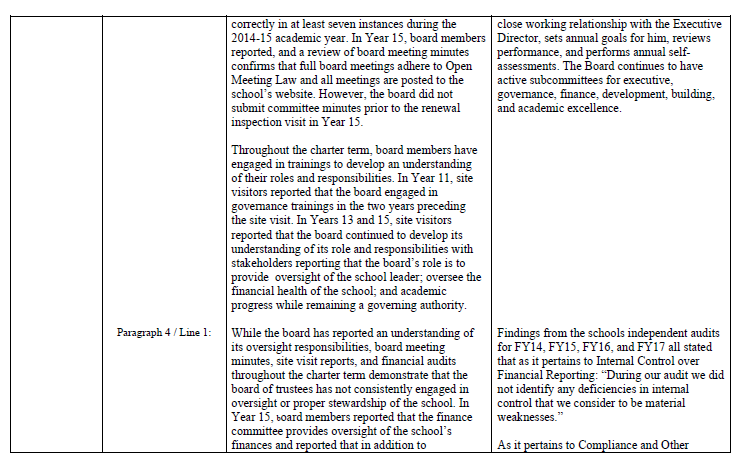 correctly in at least seven instances during the
2014-15 academic year. In Year 15, board members
reported, and a review of board meeting minutes
confirms that full board meetings adhere to Open
Meeting Law and all meetings are posted to the
school's website. However, the board did not
submit committee minutes prior to the renewal
inspection visit in Year 15.
Throughout the charter term, board members have
engaged in trainings to develop an understanding
of their roles and responsibilities. In Year 11, site
visitors reported that the board engaged in
governance trainings in the two years preceding
the site visit. In Years 13 and 15, site visitors
reported that the board continued to develop its
understanding of its role and responsibilities with
stakeholders reporting that the board's role is to
provide oversight of the school leader; oversee the
financial health of the school; and academic
progress while remaining a governing authority.
close working relationship with the Executive
Director, sets annual goals for him, reviews
performance, and performs annual self-
assessments. The Board continues to have
active subcommittees for executive,
governance, finance, development, building,
and academic excellence.
Paragraph 4 / Line 1:
While the board has reported an understanding of
its oversight responsibilities, board meeting
minutes, site visit reports, and financial audits
throughout the charter term demonstrate that the
board of trustees has not consistently engaged in
oversight or proper stewardship of the school. In
Year 15, board members reported that the finance
committee provides oversight of the school's
finances and reported that in addition to
Findings from the schools independent audits
for FY14, FY15, FY16, and FY17 all stated
that as it pertains to Internal Control over
Financial Reporting: "During our audit we did
not identify any deficiencies in internal
control that we consider to be material
weaknesses."
As it pertains to Compliance and Other